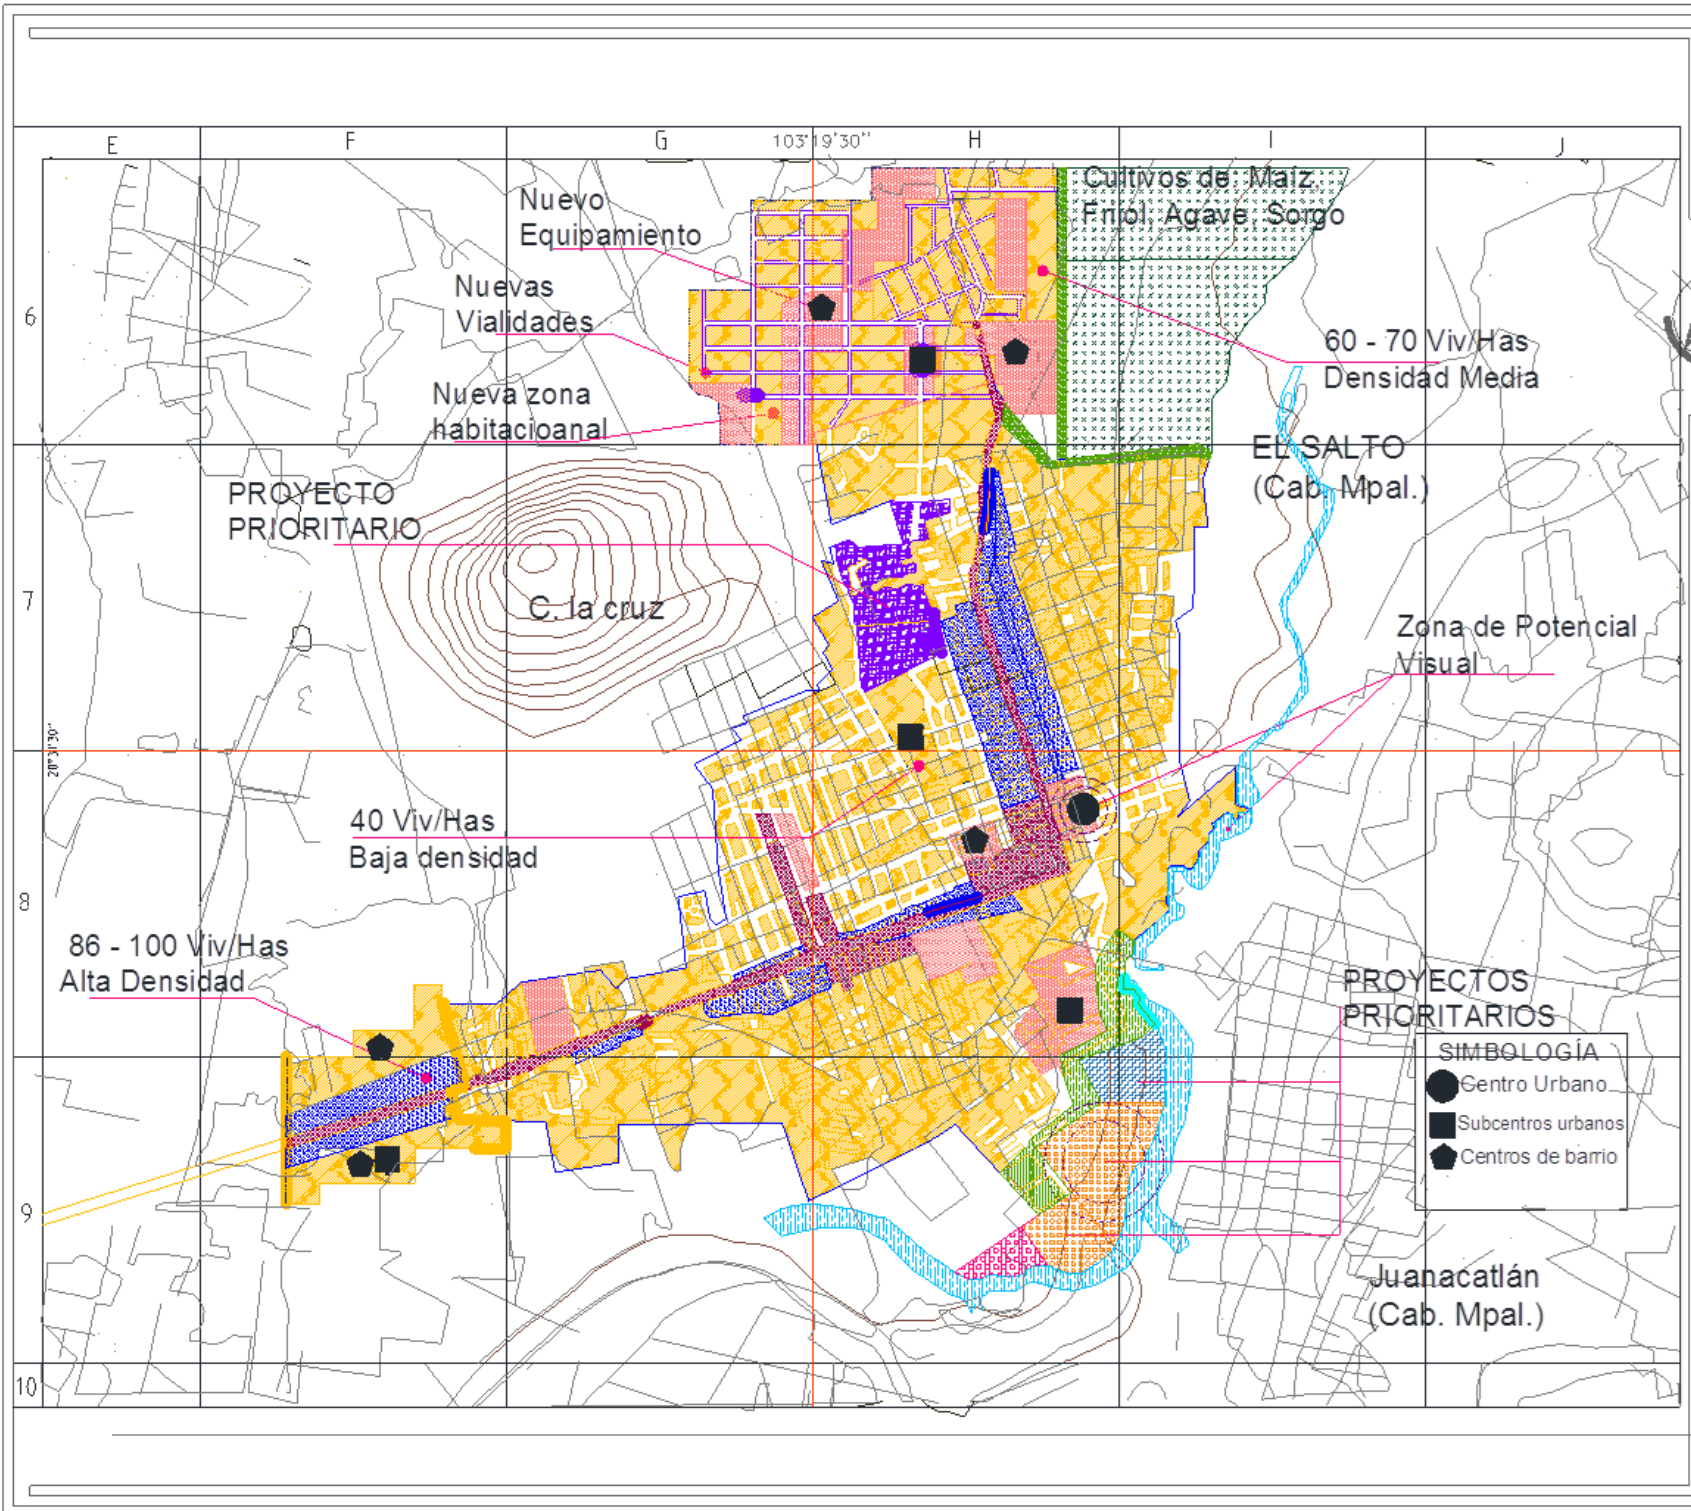 E
F
G
103°19'30"
H
I
J
Cultivos de Maiz,
Frriol, Agave, Sorgo
Nuevo
Equipamiento
Nuevas
Vialidades
6
60 - 70 Viv/Has
Densidad Media
Nueva zona
habitacioanal
EL SALTO
(Cab. Mpal.)
PROYECTO
PRIORITARIO
7
C. la cruz
Zona de Potencial
Visual
20°31'30"
40 Viv/Has
Baja densidad
8
86 - 100 Viv/Has
Alta Densidad
PROYECTOS
PRIORITARIOS
SIMBOLOGÍA
Centro Urbano
Subcentros urbanos
Centros de barrio
9
Juanacatlán
(Cab. Mpal.)
10